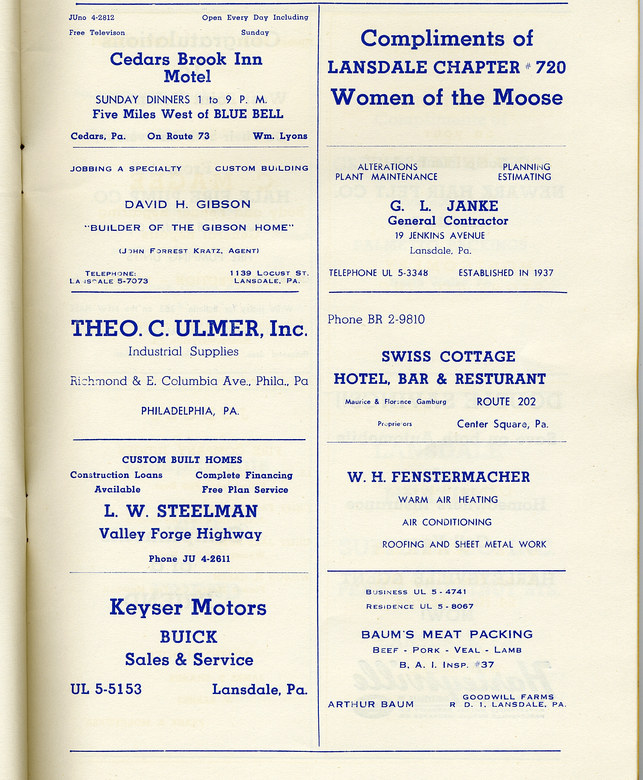 JUno 4-2812 Open Every Day Including
Free Televison Sunday
Cedars Brook Inn
Motel
SUNDAY DINNERS 1 to 9 P. M.
Five Miles West of BLUE BELL
Cedars, Pa. On Route 73 Wm. Lyons
JOBBING A SPECIALTY CUSTOM BUILDING
DAVID H. GIBSON
"BUILDER OF THE GIBSON HOME"
(JOHN FORREST KRATZ, AGENT)
TELEPHONE: 1139 LOCUST ST.
LANSDALE 5-7073 LANSDALE, PA.
THEO. C. ULMER, Inc.
Industrial Supplies
Richmond & E. Columbia Ave., Phila., Pa
PHILADELPHIA, PA.
CUSTOM BUILT HOMES
Construction Loans Complete Financing
Available Free Plan Service
L. W. STEELMAN
Valley Forge Highway
Phone JU 4-2611
Keyser Motors
BUICK
Sales & Service
UL 5-5153 Lansdale, Pa.
Compliments of
LANSDALE CHAPTER # 720
Women of the Moose
ALTERATIONS PLANNING
PLANT MAINTENANCE ESTIMATING
G. L. JANKE
General Contractor
19 JENKINS AVENUE
Lansdale, Pa.
TELEPHONE UL 5-3348 ESTABLISHED IN 1937
Phone BR 2-9810
SWISS COTTAGE
HOTEL, BAR & RESTURANT
Maurice & Florence Gamburg ROUTE 202
Proprietors Center Square, Pa.
W. H. FENSTERMACHER
WARM AIR HEATING
AIR CONDITIONING
ROOFING AND SHEET METAL WORK
BUSINESS UL 5-4741
RESIDENCE UL 5-8067
BAUM'S MEAT PACKING
BEEF - PORK - VEAL - LAMB
B. A. I. INSP. #37
GOODWILL FARMS
ARTHUR BAUM R D. 1, LANSDALE, PA.